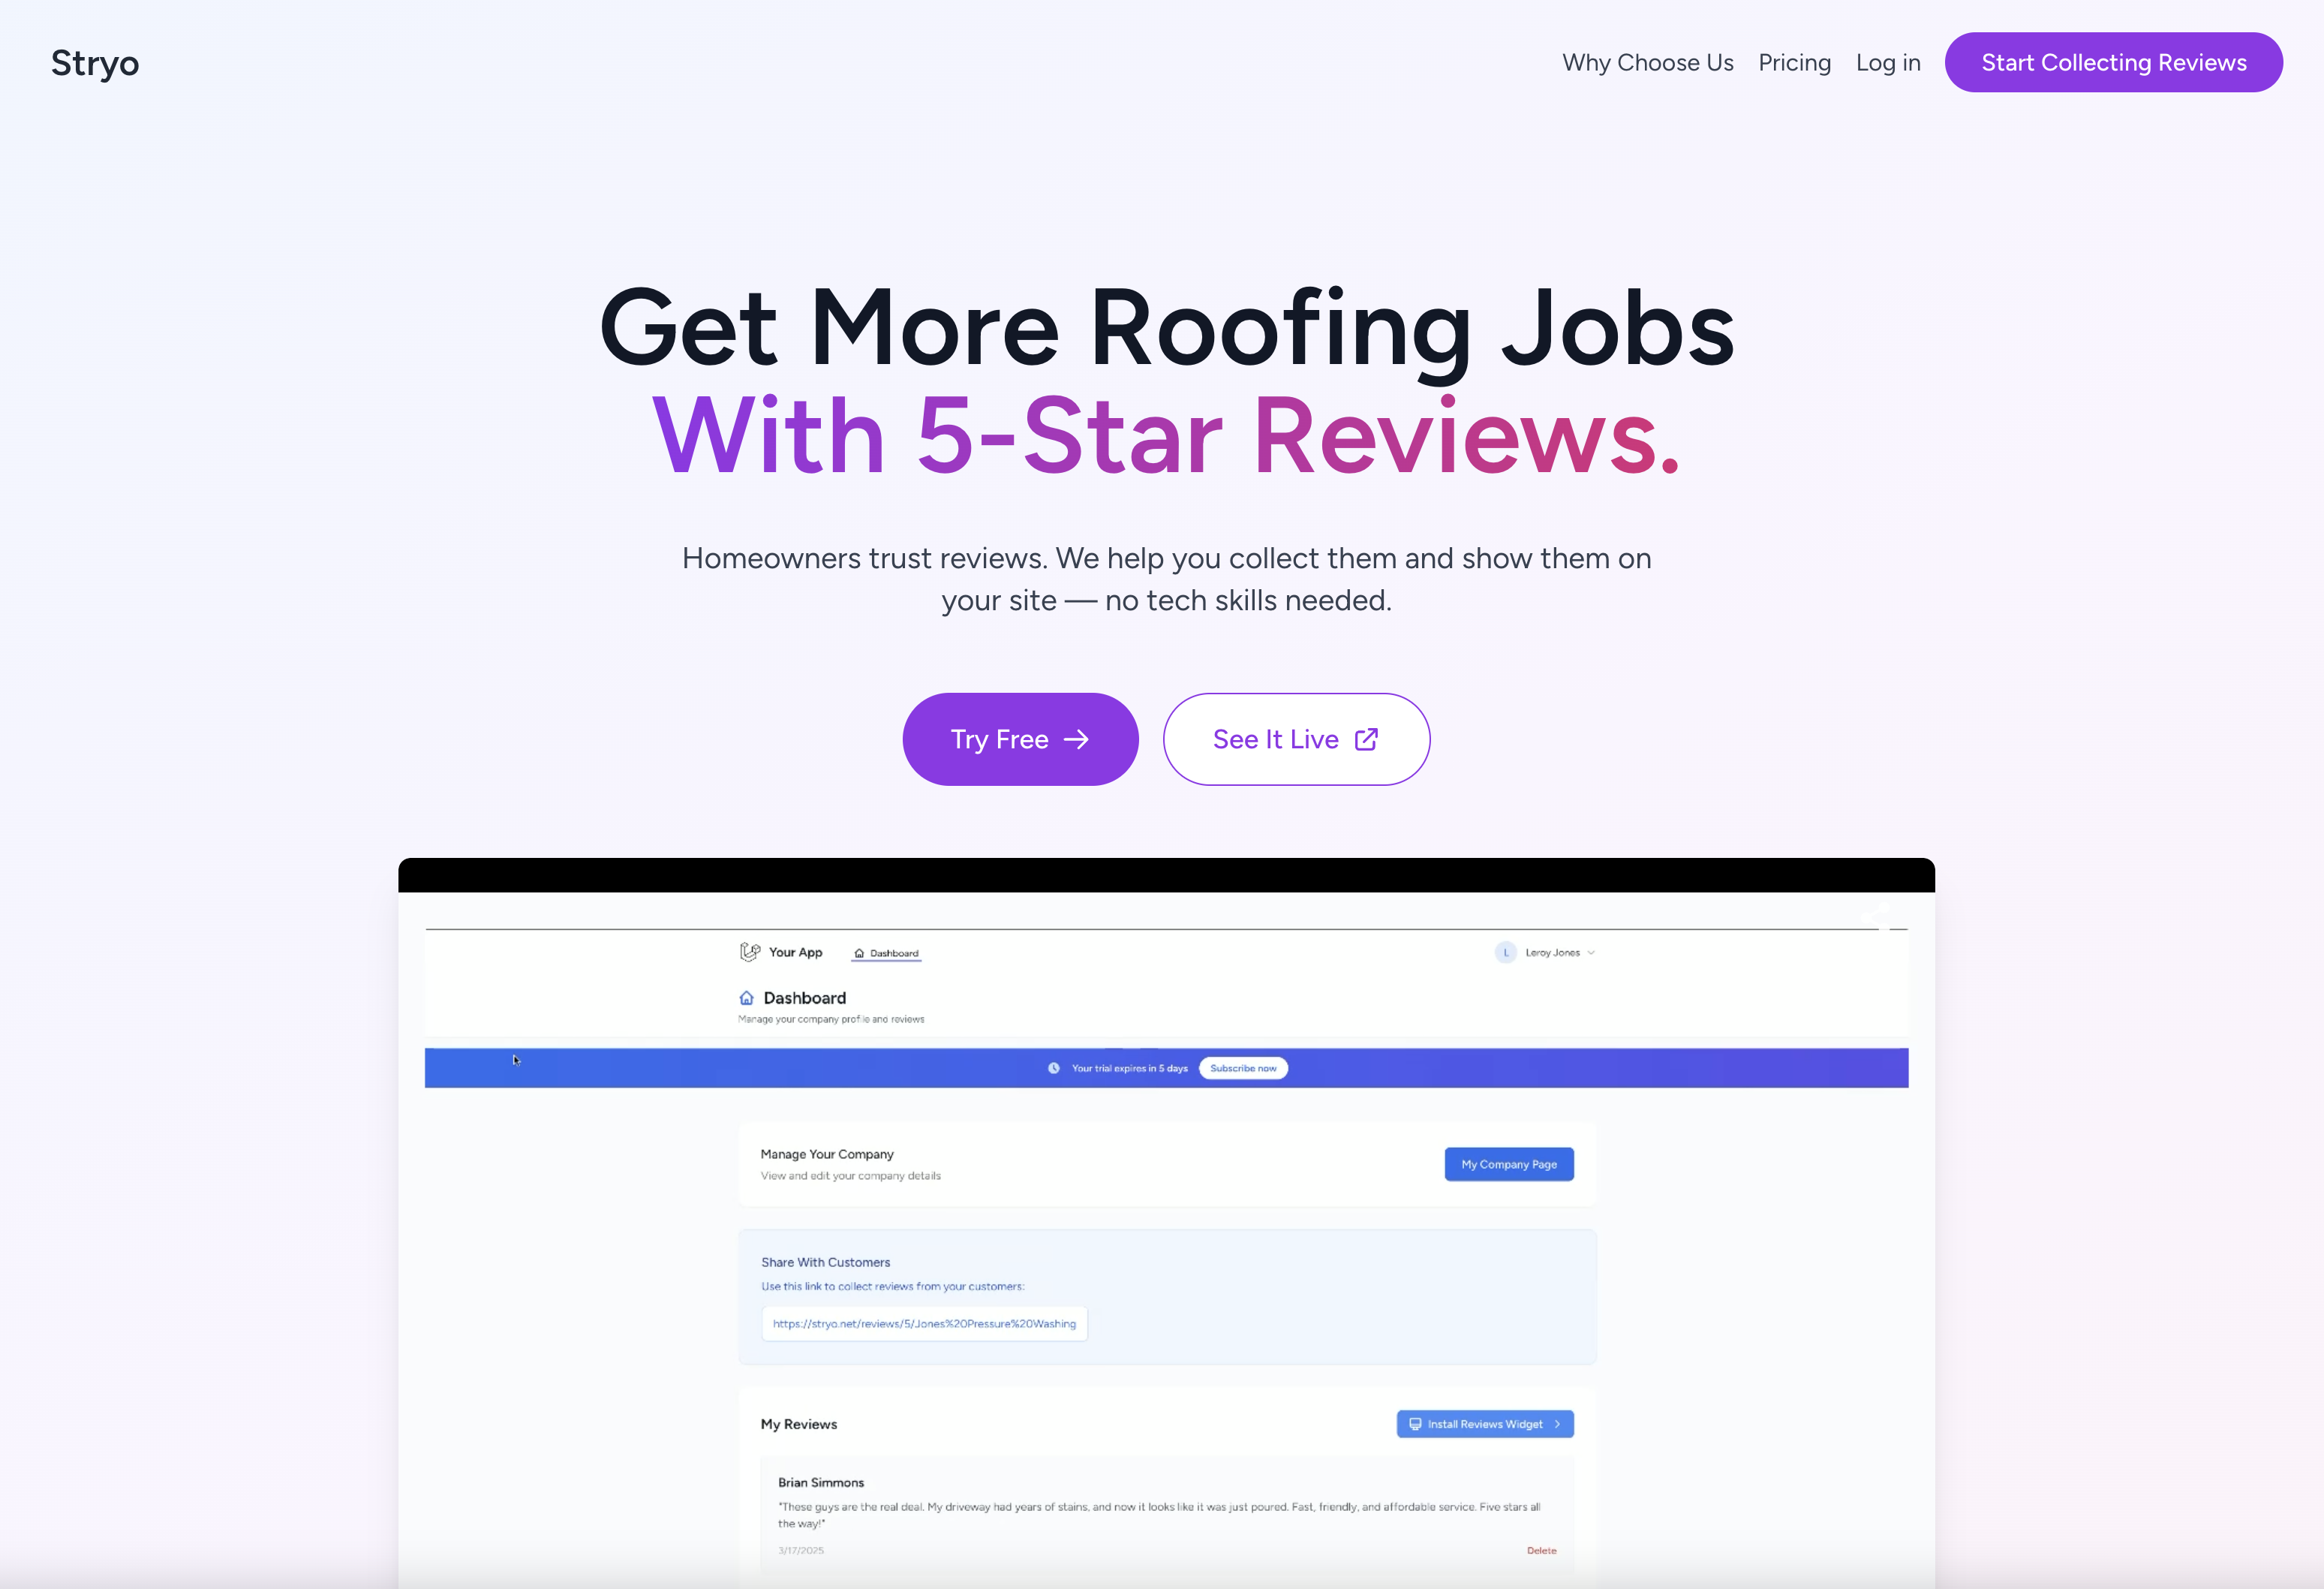 Stryo
Why Choose Us
Pricing
Log in
Start Collecting Reviews
Get More Roofing Jobs
With 5-Star Reviews.
Homeowners trust reviews. We help you collect them and show them on
your site — no tech skills needed.
Try Free
See It Live
Your App
Dashboard
L
Leroy Jones
Dashboard
Manage your company profile and reviews
Your trial expires in 5 days
Subscribe now
Manage Your Company
View and edit your company details
My Company Page
Share With Customers
Use this link to collect reviews from your customers:
https://stryo.net/reviews/5/Jones%20Pressure%20Washing
My Reviews
Install Reviews Widget
Brian Simmons
"These guys are the real deal. My driveway had years of stains, and now it looks like it was just poured. Fast, friendly, and affordable service. Five stars all
the way!"
3/17/2025
Delete